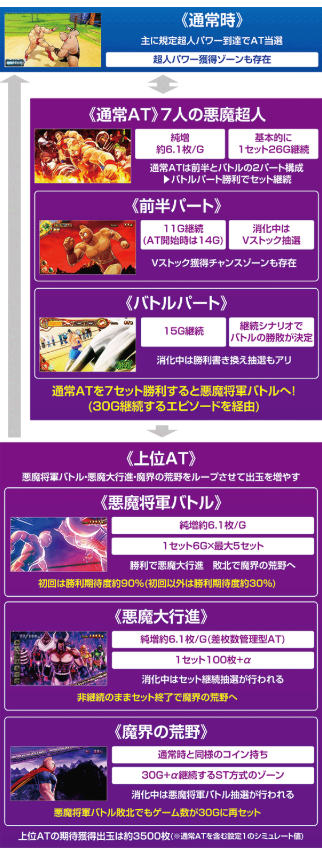 《通常時》
主に規定超人パワー到達でAT当選
超人パワー獲得ゾーンも存在
《通常AT》7人の悪魔超人
純増
約6.1枚/G
基本的に
1セット26G継続
通常ATは前半とバトルの2パート構成
▶バトルパート勝利でセット継続
《前半パート》
11G継続
(AT開始時は14G)
消化中は
Vストック抽選
Vストック獲得チャンスゾーンも存在
《バトルパート》
15G継続
継続シナリオで
バトルの勝敗が決定
消化中は勝利書き換え抽選もアリ
通常ATを7セット勝利すると悪魔将軍バトルへ!
(30G継続するエピソードを経由)
《上位AT》
悪魔将軍バトル・悪魔大行進・魔界の荒野をループさせて出玉を増やす
《悪魔将軍バトル》
純増約6.1枚/G
1セット6G×最大5セット
勝利で悪魔大行進 敗北で魔界の荒野へ
初回は勝利期待度約90%(初回以外は勝利期待度約30%)
《悪魔大行進》
純増約6.1枚/G(差枚数管理型AT)
1セット100枚+α
消化中はセット継続抽選が行われる
非継続のままセット終了で魔界の荒野へ
《魔界の荒野》
通常時と同様のコイン持ち
30G+α継続するST方式のゾーン
消化中は悪魔将軍バトル抽選が行われる
悪魔将軍バトル敗北でもゲーム数が30Gに再セット
上位ATの期待獲得出玉は約3500枚(※通常ATを含む設定1のシミュレート値)